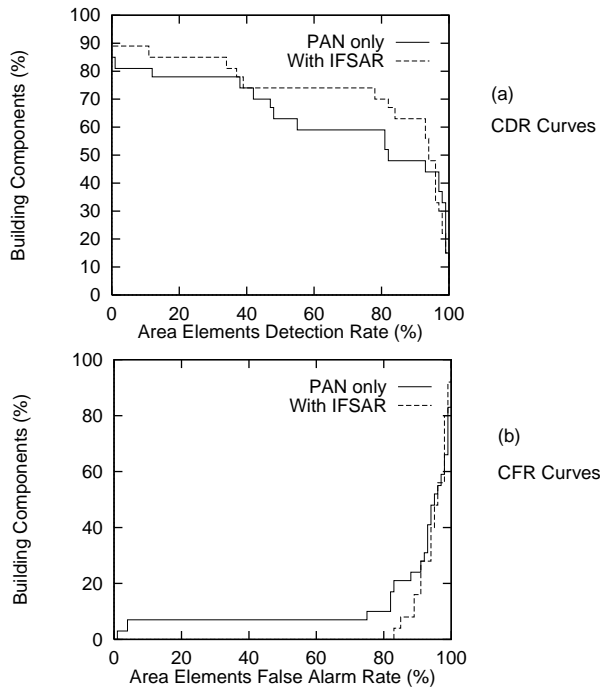 100
90
80
70
60
50
40
30
20
10
0
Building Components (%)
PAN only
With IFSAR
0 20 40 60 80 100
Area Elements Detection Rate (%)
(a)
CDR Curves
100
80
60
40
20
0
Building Components (%)
PAN only
With IFSAR
0 20 40 60 80 100
Area Elements False Alarm Rate (%)
(b)
CFR Curves